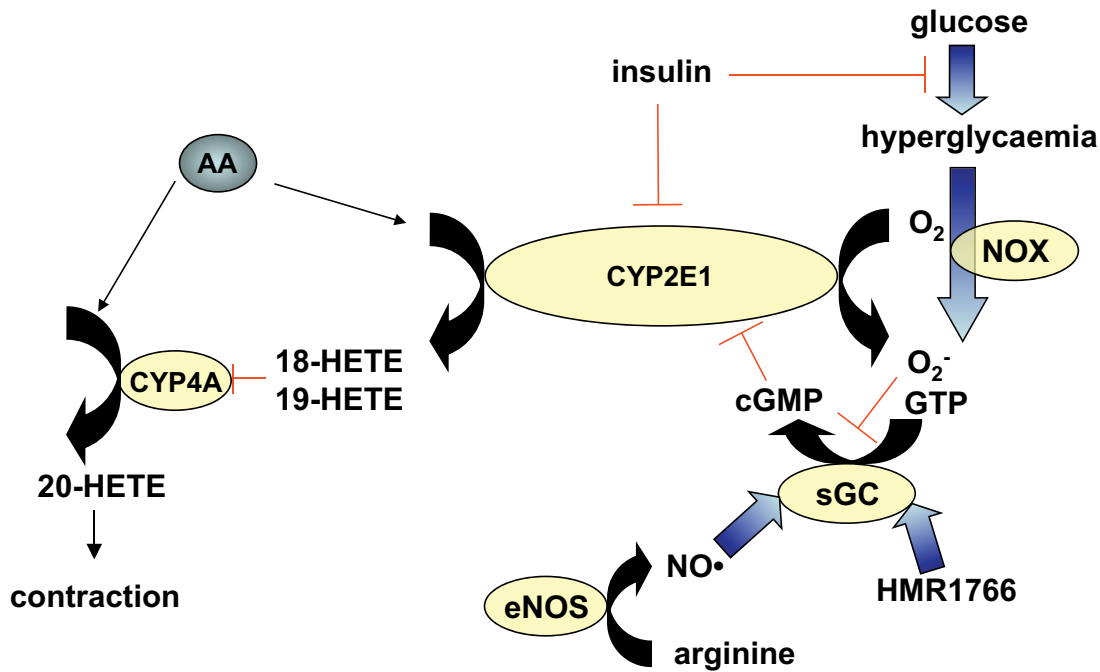 glucose
insulin
hyperglycaemia
AA
O₂
NOX
CYP2E1
18-HETE
19-HETE
CYP4A
O₂⁻
cGMP
GTP
20-HETE
sGC
NO•
HMR1766
contraction
eNOS
arginine